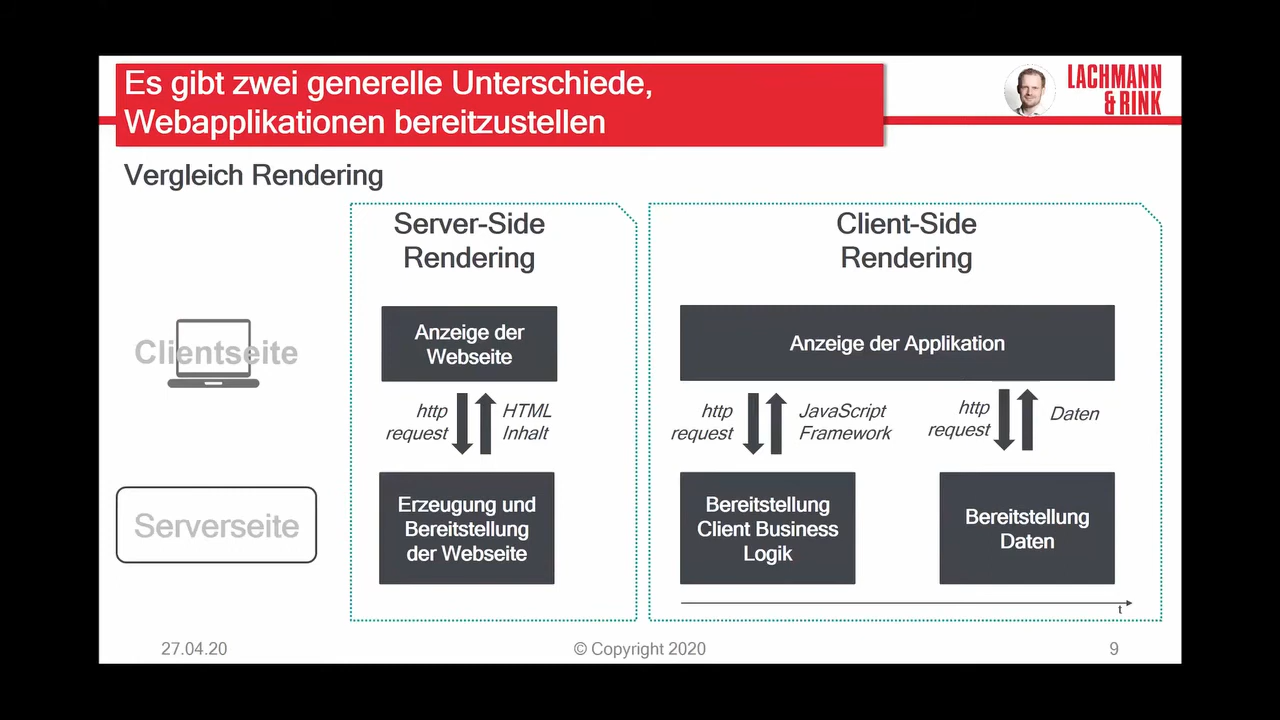 Es gibt zwei generelle Unterschiede,
Webapplikationen bereitzustellen
LACHMANN
& RINK
Vergleich Rendering
Server-Side
Rendering
Client-Side
Rendering
Clientseite
Anzeige der
Webseite
Anzeige der Applikation
http
request
HTML
Inhalt
http
request
JavaScript
Framework
http
request
Daten
Serverseite
Erzeugung und
Bereitstellung
der Webseite
Bereitstellung
Client Business
Logik
Bereitstellung
Daten
t
27.04.20
© Copyright 2020
9